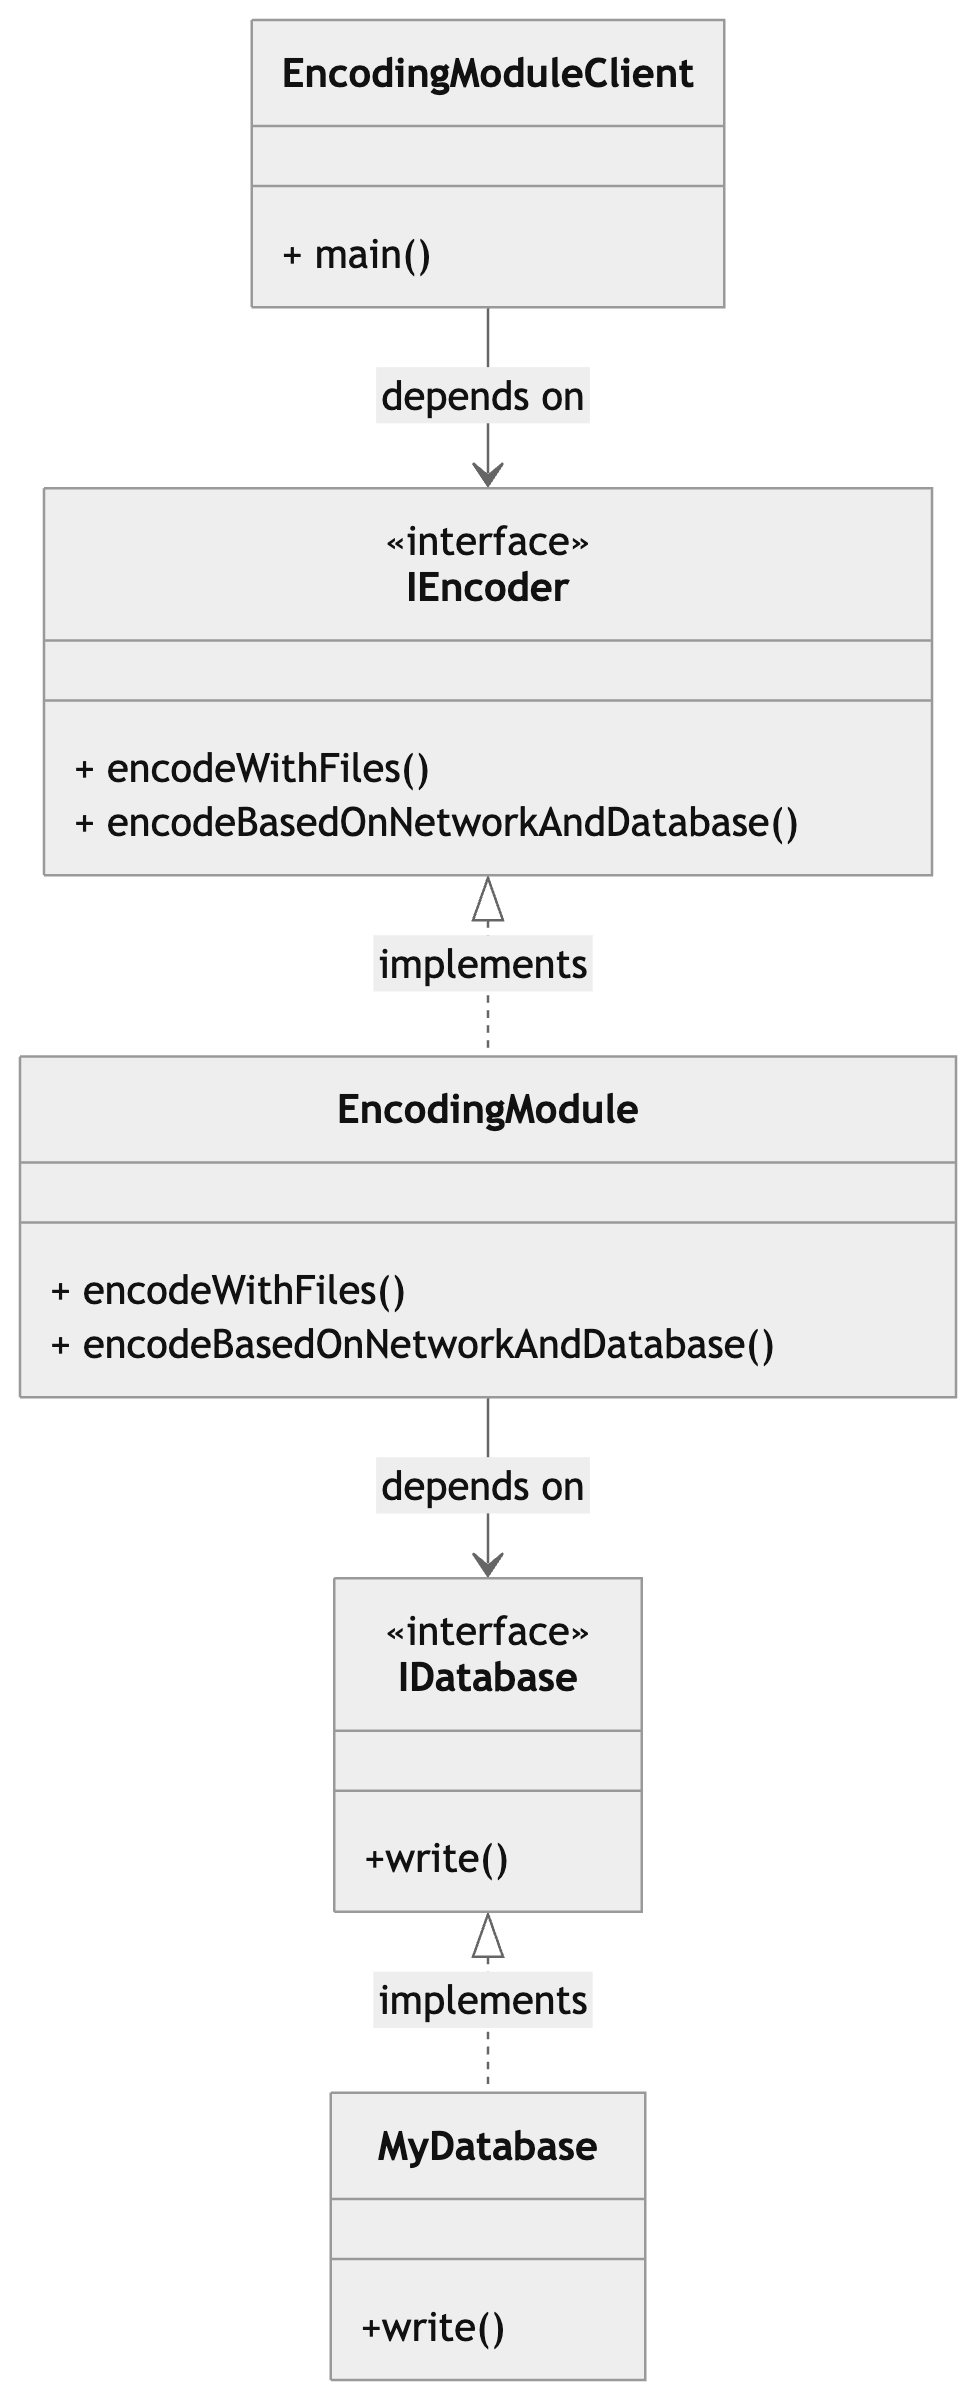 EncodingModuleClient
+ main()
depends on
«interface»
IEncoder
+ encodeWithFiles()
+ encodeBasedOnNetworkAndDatabase()
implements
EncodingModule
+ encodeWithFiles()
+ encodeBasedOnNetworkAndDatabase()
depends on
«interface»
IDatabase
+write()
implements
MyDatabase
+write()